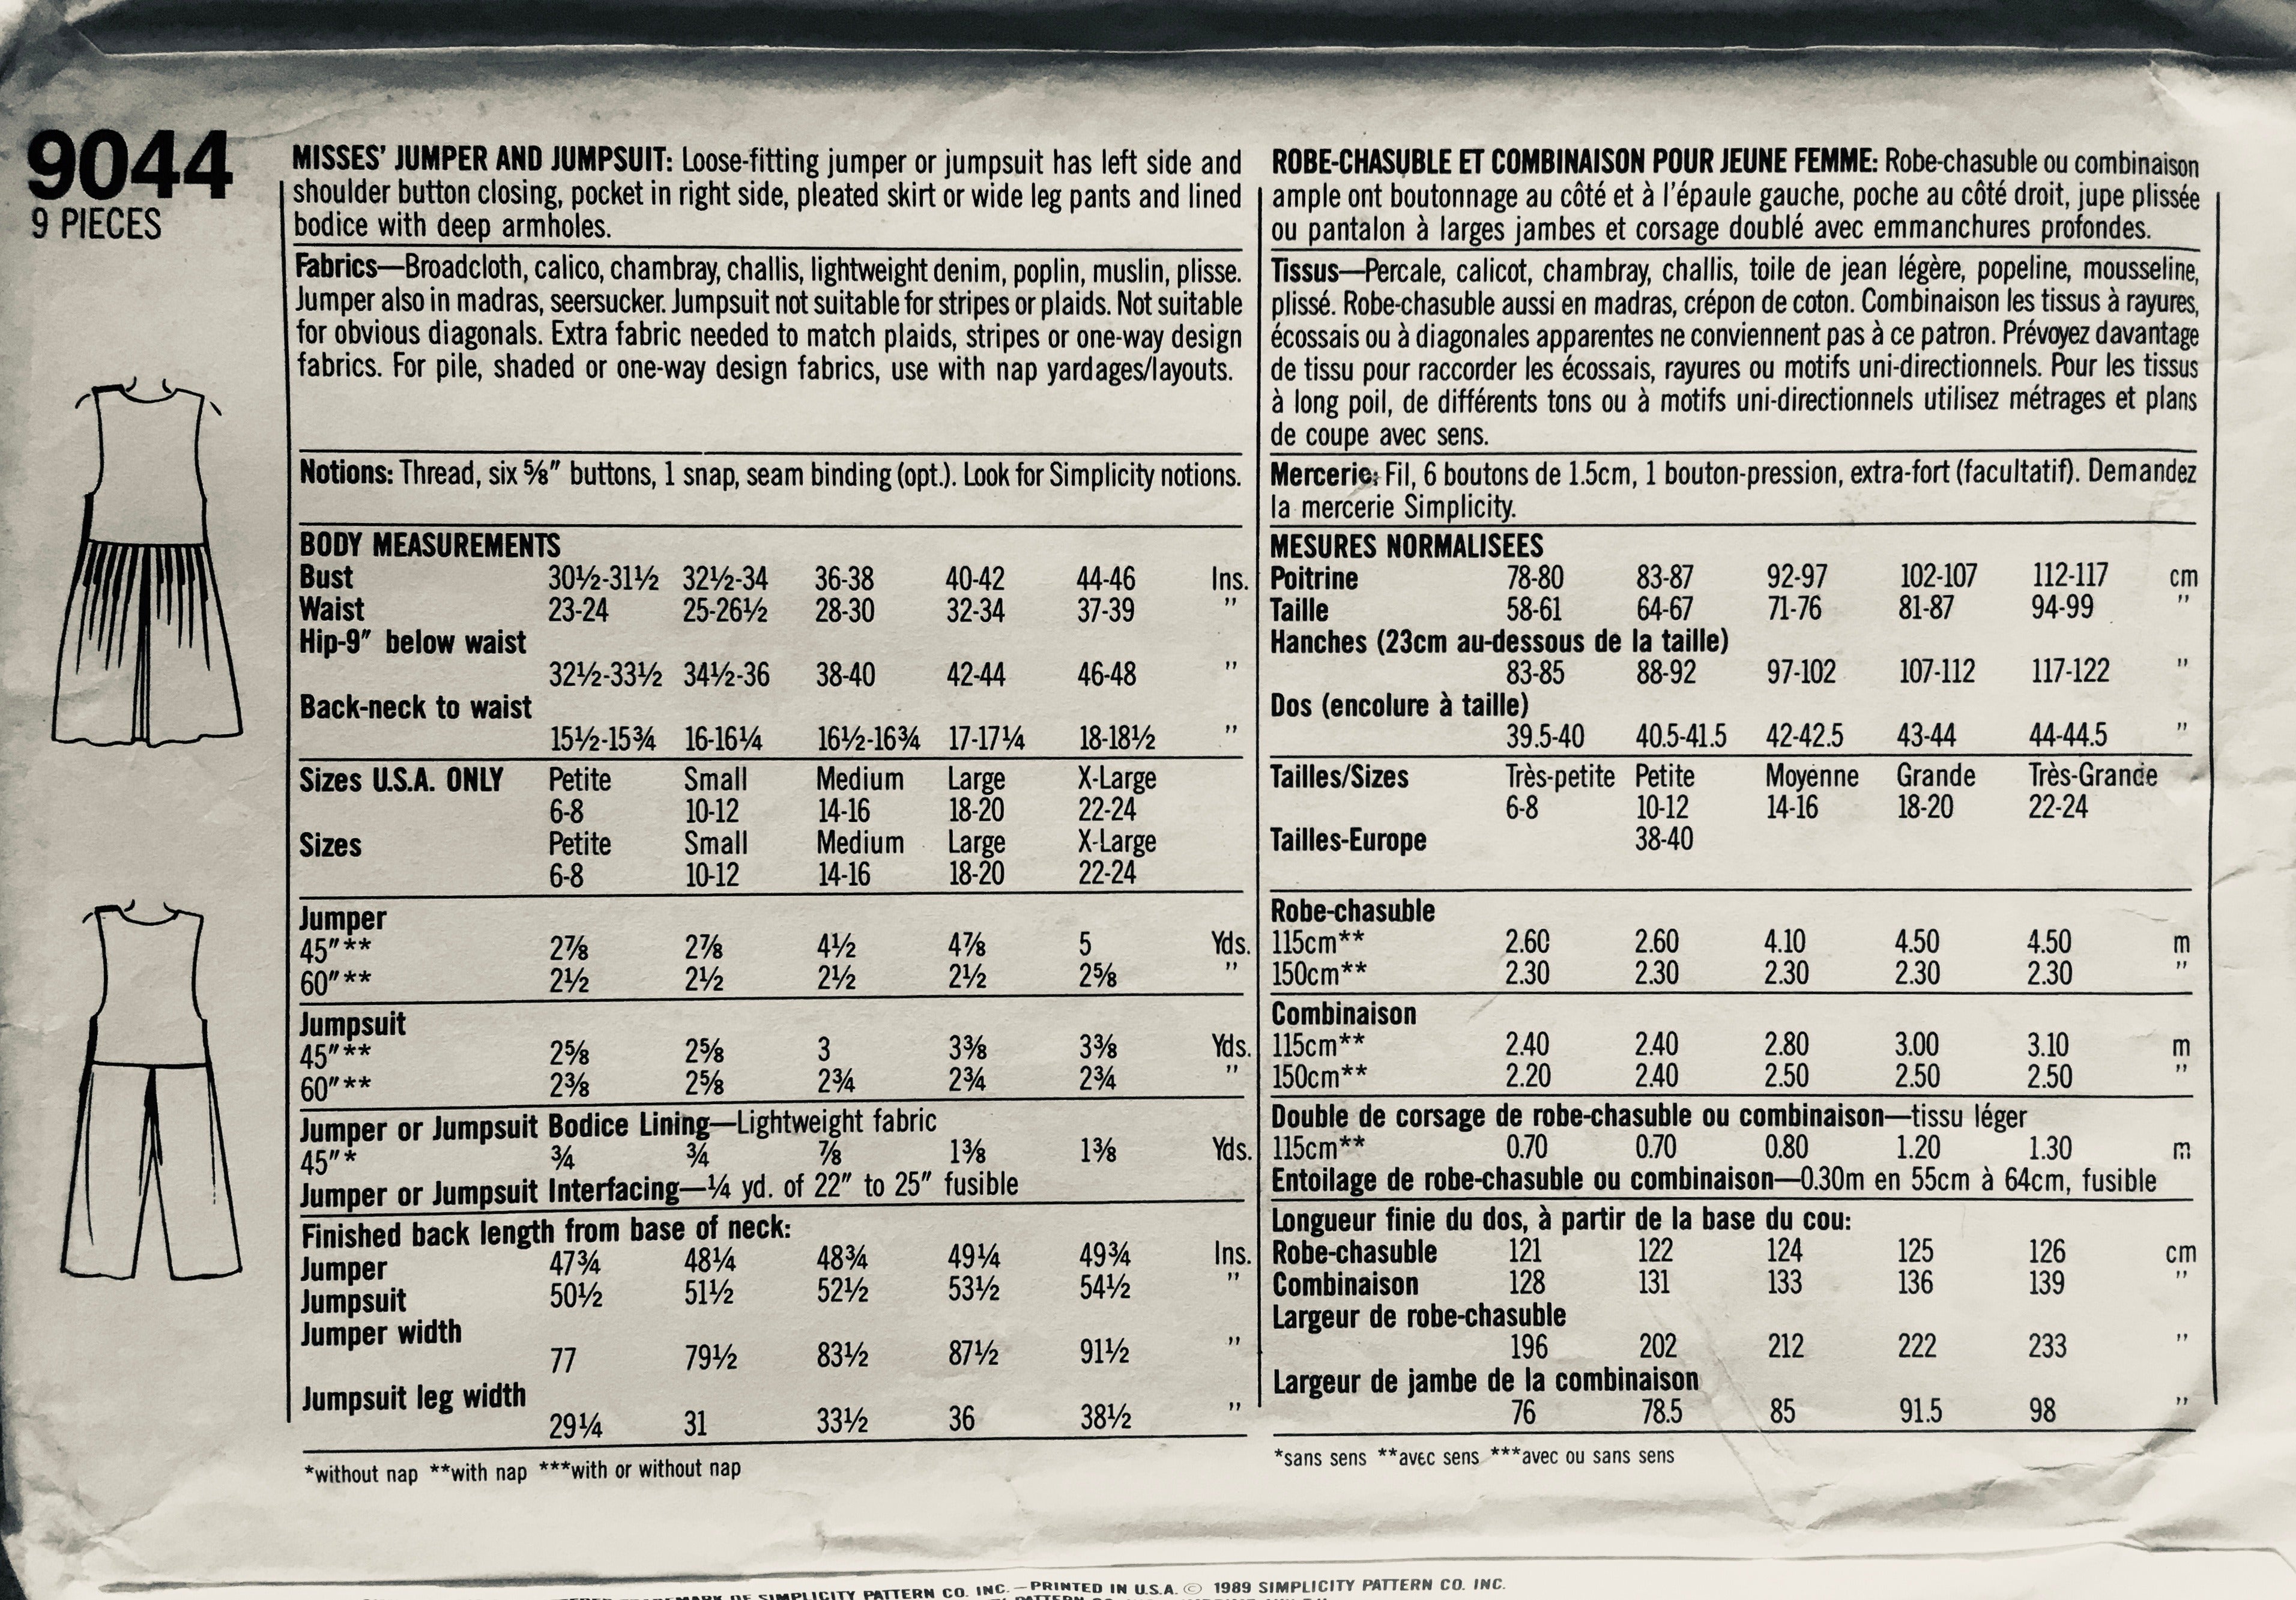 9044
9 PIECES
MISSES' JUMPER AND JUMPSUIT: Loose-fitting jumper or jumpsuit has left side and
shoulder button closing, pocket in right side, pleated skirt or wide leg pants and lined
bodice with deep armholes.
Fabrics—Broadcloth, calico, chambray, challis, lightweight denim, poplin, muslin, plisse.
Jumper also in madras, seersucker. Jumpsuit not suitable for stripes or plaids. Not suitable
for obvious diagonals. Extra fabric needed to match plaids, stripes or one-way design
fabrics. For pile, shaded or one-way design fabrics, use with nap yardages/layouts.
Notions: Thread, six ⅝" buttons, 1 snap, seam binding (opt.). Look for Simplicity notions.
BODY MEASUREMENTS
Bust 30½-31½ 32½-34 36-38 40-42 44-46 Ins.
Waist 23-24 25-26½ 28-30 32-34 37-39 "
Hip-9" below waist
32½-33½ 34½-36 38-40 42-44 46-48 "
Back-neck to waist
15½-15¾ 16-16¼ 16½-16¾ 17-17¼ 18-18½ "
Sizes U.S.A. ONLY Petite Small Medium Large X-Large
6-8 10-12 14-16 18-20 22-24
Sizes Petite Small Medium Large X-Large
6-8 10-12 14-16 18-20 22-24
Jumper
45"** 2⅞ 2⅞ 4½ 4⅞ 5 Yds.
60"** 2½ 2½ 2½ 2½ 2⅝ "
Jumpsuit
45"** 2⅝ 2⅝ 3 3⅜ 3⅜ Yds.
60"** 2⅜ 2⅝ 2¾ 2¾ 2¾ "
Jumper or Jumpsuit Bodice Lining—Lightweight fabric
45"* ¾ ¾ ⅞ 1⅜ 1⅜ Yds.
Jumper or Jumpsuit Interfacing—¼ yd. of 22" to 25" fusible
Finished back length from base of neck:
Jumper 47¾ 48¼ 48¾ 49¼ 49¾ Ins.
Jumpsuit 50½ 51½ 52½ 53½ 54½ "
Jumper width
77 79½ 83½ 87½ 91½ "
Jumpsuit leg width
29¼ 31 33½ 36 38½ "
*without nap **with nap ***with or without nap
ROBE-CHASUBLE ET COMBINAISON POUR JEUNE FEMME: Robe-chasuble ou combinaison
ample ont boutonnage au côté et à l'épaule gauche, poche au côté droit, jupe plissée
ou pantalon à larges jambes et corsage doublé avec emmanchures profondes.
Tissus—Percale, calicot, chambray, challis, toile de jean légère, popeline, mousseline,
plissé. Robe-chasuble aussi en madras, crépon de coton. Combinaison les tissus à rayures,
écossais ou à diagonales apparentes ne conviennent pas à ce patron. Prévoyez davantage
de tissu pour raccorder les écossais, rayures ou motifs uni-directionnels. Pour les tissus
à long poil, de différents tons ou à motifs uni-directionnels utilisez métrages et plans
de coupe avec sens.
Mercerie: Fil, 6 boutons de 1.5cm, 1 bouton-pression, extra-fort (facultatif). Demandez
la mercerie Simplicity.
MESURES NORMALISEES
Poitrine 78-80 83-87 92-97 102-107 112-117 cm
Taille 58-61 64-67 71-76 81-87 94-99 "
Hanches (23cm au-dessous de la taille)
83-85 88-92 97-102 107-112 117-122 "
Dos (encolure à taille)
39.5-40 40.5-41.5 42-42.5 43-44 44-44.5 "
Tailles/Sizes Très-petite Petite Moyenne Grande Très-Grande
6-8 10-12 14-16 18-20 22-24
Tailles-Europe 38-40
Robe-chasuble
115cm** 2.60 2.60 4.10 4.50 4.50 m
150cm** 2.30 2.30 2.30 2.30 2.30 "
Combinaison
115cm** 2.40 2.40 2.80 3.00 3.10 m
150cm** 2.20 2.40 2.50 2.50 2.50 "
Double de corsage de robe-chasuble ou combinaison—tissu léger
115cm** 0.70 0.70 0.80 1.20 1.30 m
Entoilage de robe-chasuble ou combinaison—0.30m en 55cm à 64cm, fusible
Longueur finie du dos, à partir de la base du cou:
Robe-chasuble 121 122 124 125 126 cm
Combinaison 128 131 133 136 139 "
Largeur de robe-chasuble
196 202 212 222 233 "
Largeur de jambe de la combinaison
76 78.5 85 91.5 98 "
*sans sens **avec sens ***avec ou sans sens
OF SIMPLICITY PATTERN CO. INC.—PRINTED IN U.S.A. © 1989 SIMPLICITY PATTERN CO. INC.